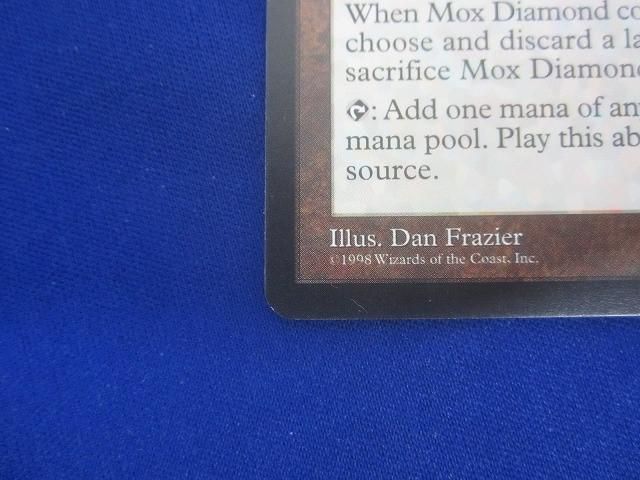 When Mox Diamond co
choose and discard a la
sacrifice Mox Diamon
: Add one mana of an
mana pool. Play this ab
source.
Illus. Dan Frazier
©1998 Wizards of the Coast, Inc.